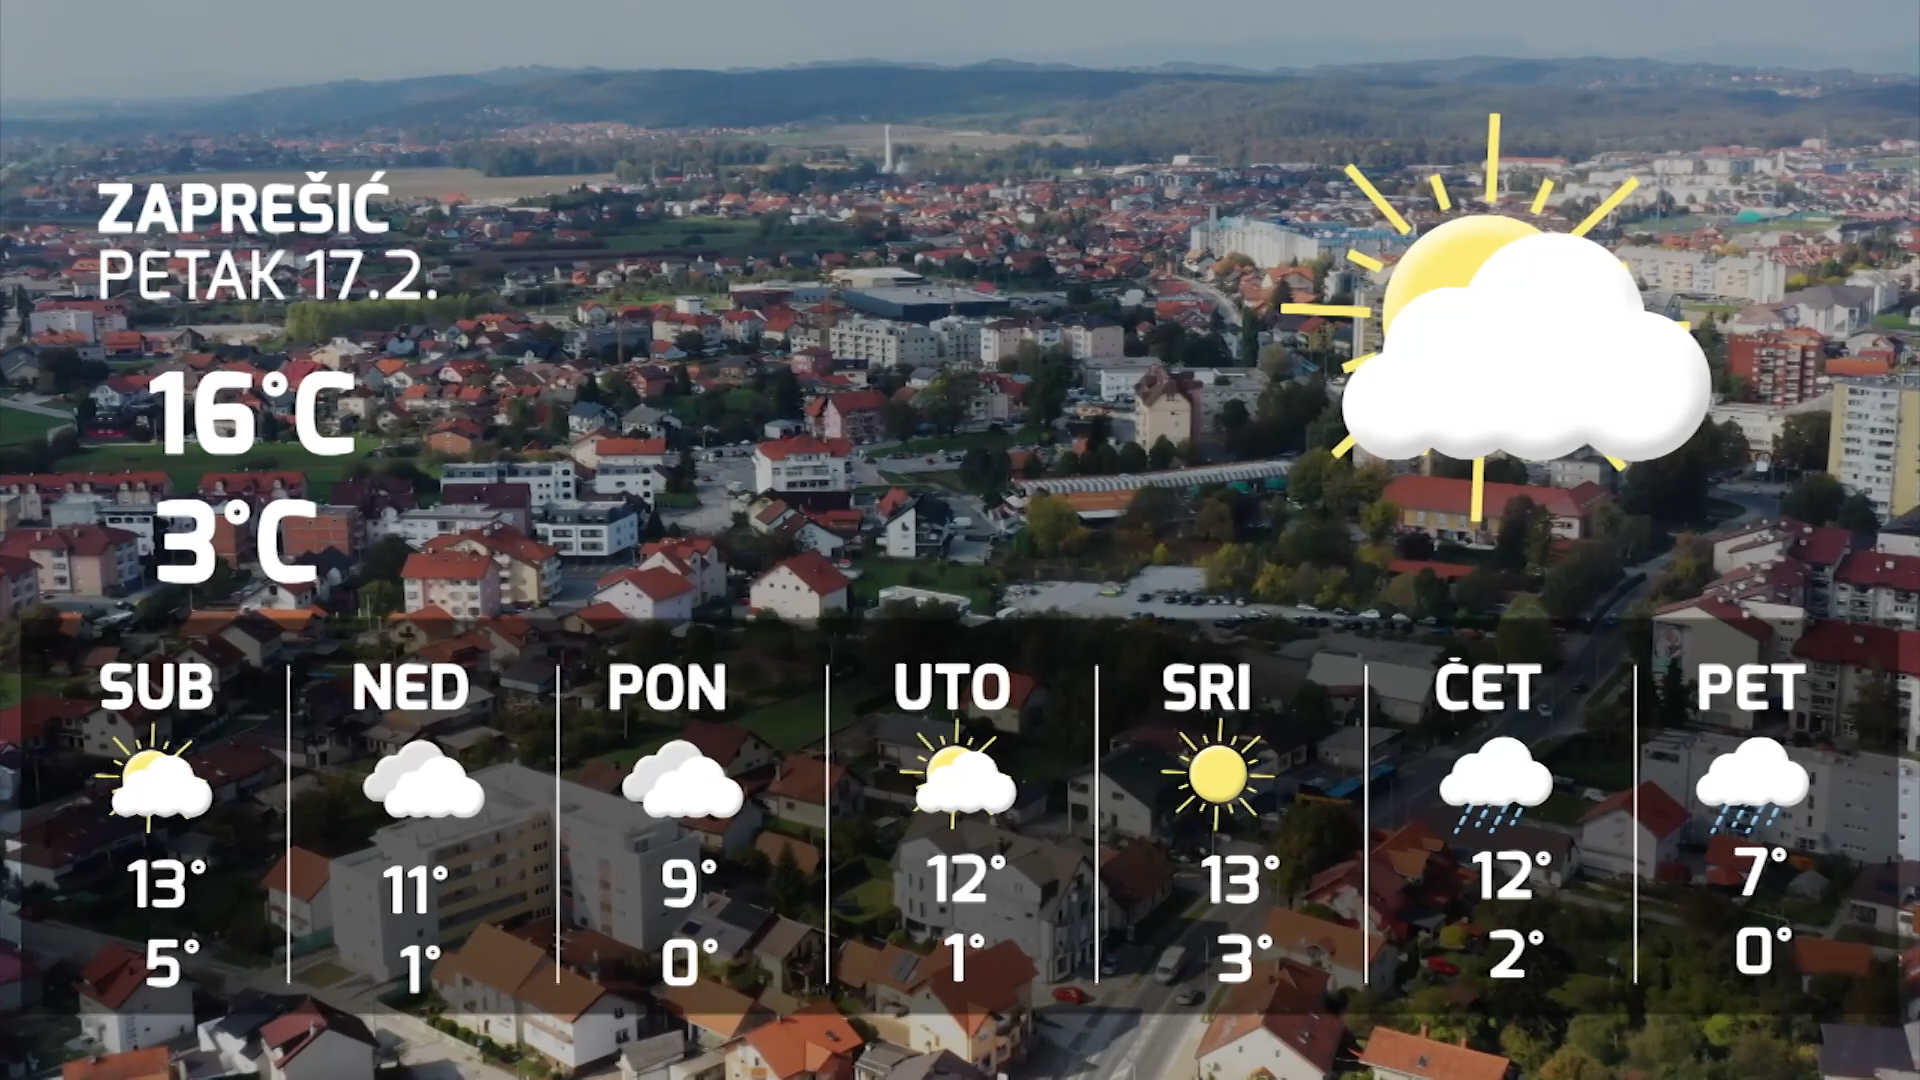 ZAPREŠIĆ
PETAK 17.2.
16°C
3°C
SUB NED PON UTO SRI ČET PET
13° 11° 9° 12° 13° 12° 7°
5° 1° 0° 1° 3° 2° 0°